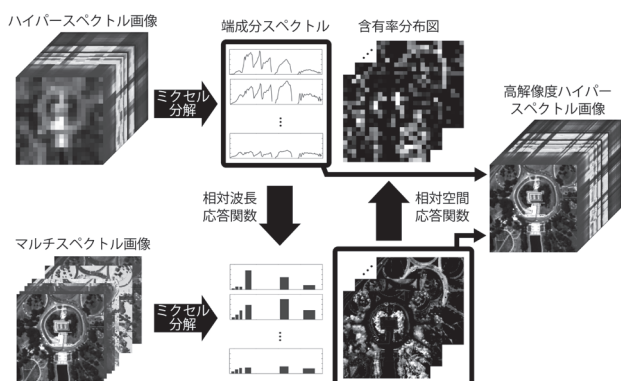 ハイパースペクトル画像
端成分スペクトル
含有率分布図
ミクセル
分解
高解像度ハイパー
スペクトル画像
相対波長
応答関数
相対空間
応答関数
マルチスペクトル画像
ミクセル
分解